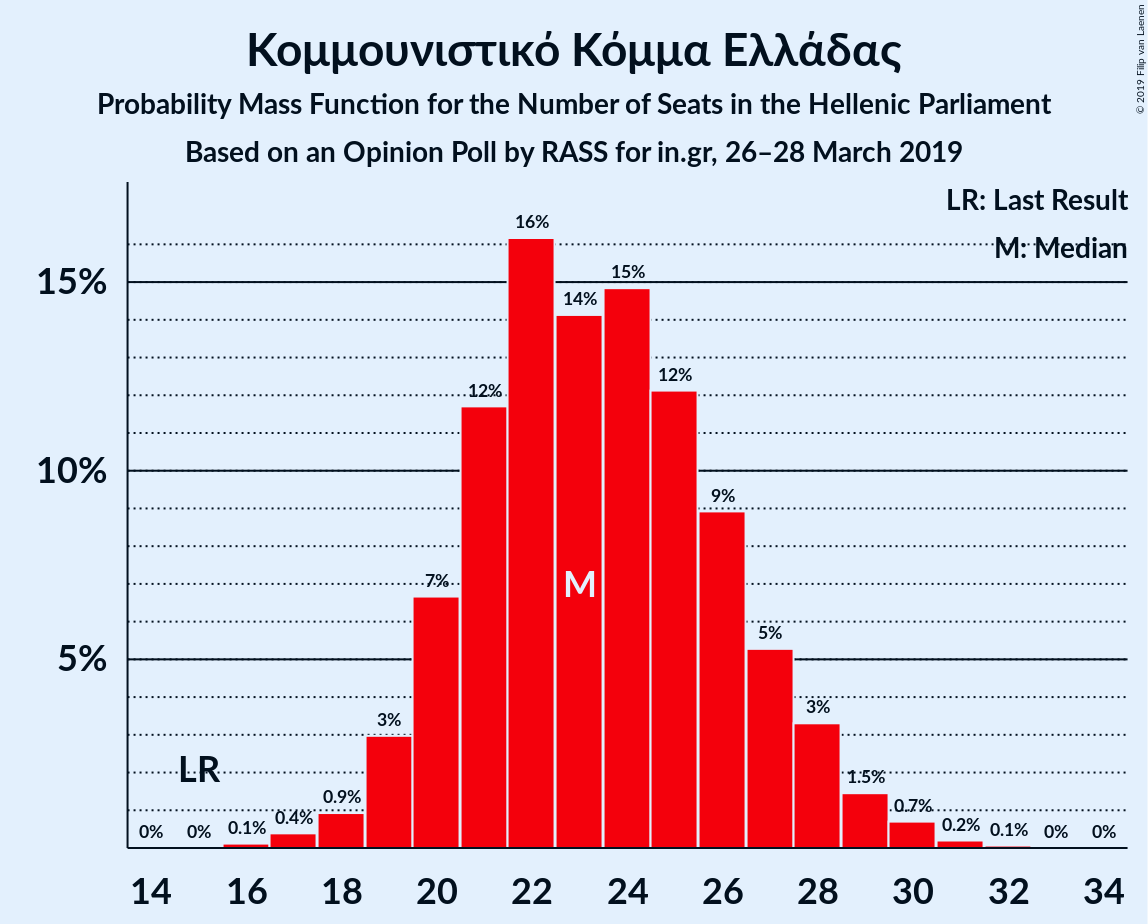 Κομμουνιστικό Κόμμα Ελλάδας
Probability Mass Function for the Number of Seats in the Hellenic Parliament
Based on an Opinion Poll by RASS for in.gr, 26–28 March 2019
© 2019 Filip van Laenen
LR: Last Result
M: Median
15%
10%
5%
0%
0%
0.1%
0.4%
0.9%
3%
7%
12%
16%
14%
15%
12%
9%
5%
3%
1.5%
0.7%
0.2%
0.1%
0%
0%
LR
M
14 16 18 20 22 24 26 28 30 32 34